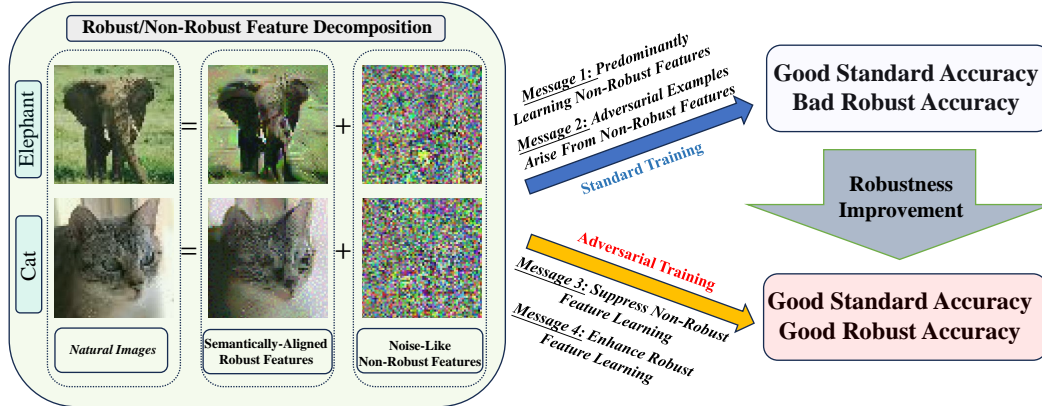 Robust/Non-Robust Feature Decomposition
Elephant
=
+
Cat
=
+
Natural Images
Semantically-Aligned
Robust Features
Noise-Like
Non-Robust Features
Message 1: Predominantly
Learning Non-Robust Features
Message 2: Adversarial Examples
Arise From Non-Robust Features
Standard Training
Adversarial Training
Message 3: Suppress Non-Robust
Feature Learning
Message 4: Enhance Robust
Feature Learning
Good Standard Accuracy
Bad Robust Accuracy
Robustness
Improvement
Good Standard Accuracy
Good Robust Accuracy